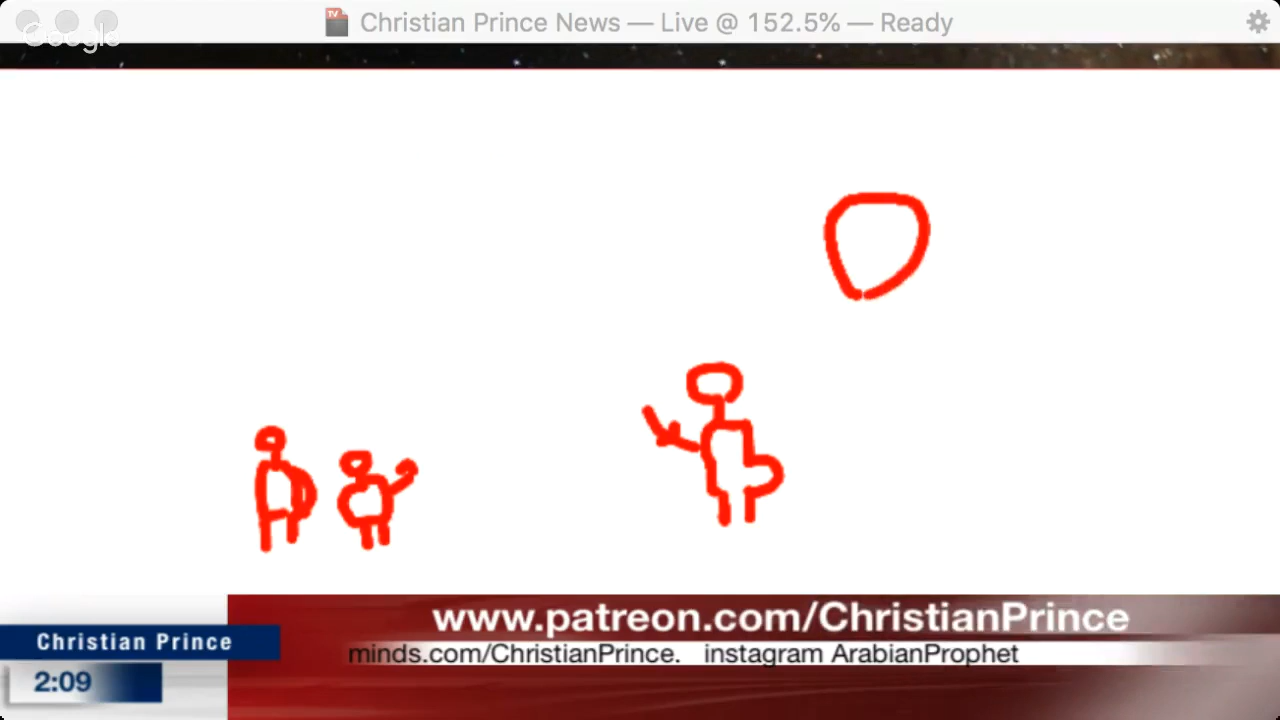 Christian Prince News — Live @ 152.5% — Ready
Google
TV
www.patreon.com/ChristianPrince
Christian Prince
minds.com/ChristianPrince. instagram ArabianProphet
2:09